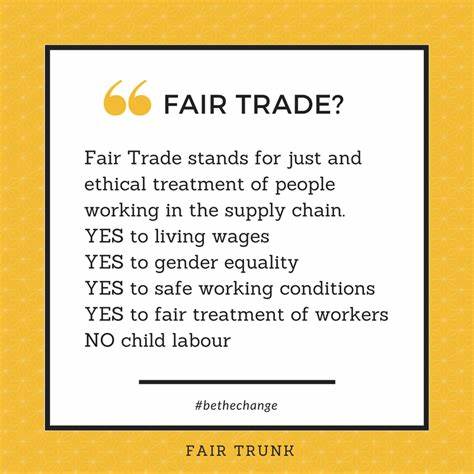 FAIR TRADE?
Fair Trade stands for just and
ethical treatment of people
working in the supply chain.
YES to living wages
YES to gender equality
YES to safe working conditions
YES to fair treatment of workers
NO child labour
#bethechange
FAIR TRUNK